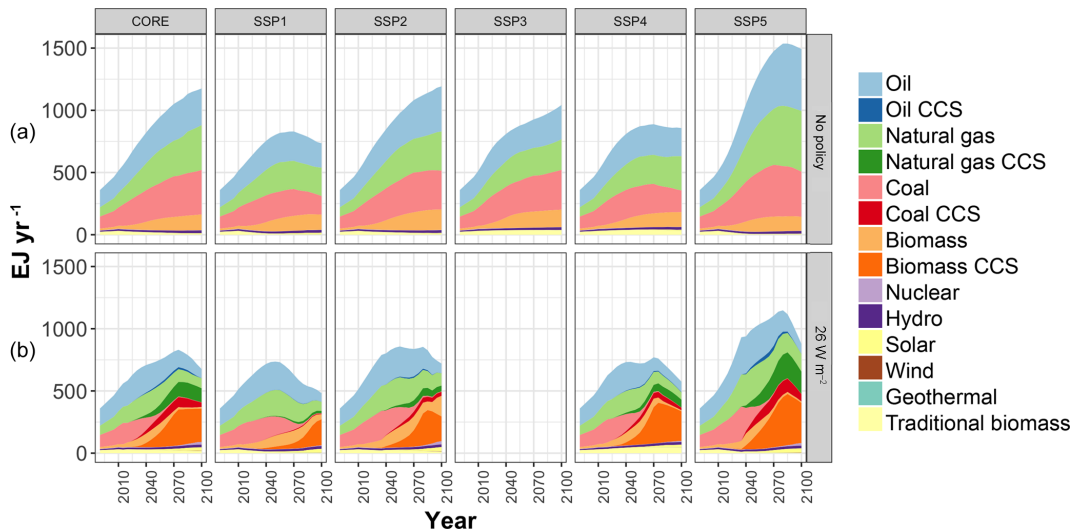 CORE SSP1 SSP2 SSP3 SSP4 SSP5
(a)
1500
1000
500
0
No policy
EJ yr⁻¹
(b)
1500
1000
500
0
26 W m⁻²
2010 2040 2070 2100 2010 2040 2070 2100 2010 2040 2070 2100 2010 2040 2070 2100 2010 2040 2070 2100 2010 2040 2070 2100
Year
Oil
Oil CCS
Natural gas
Natural gas CCS
Coal
Coal CCS
Biomass
Biomass CCS
Nuclear
Hydro
Solar
Wind
Geothermal
Traditional biomass